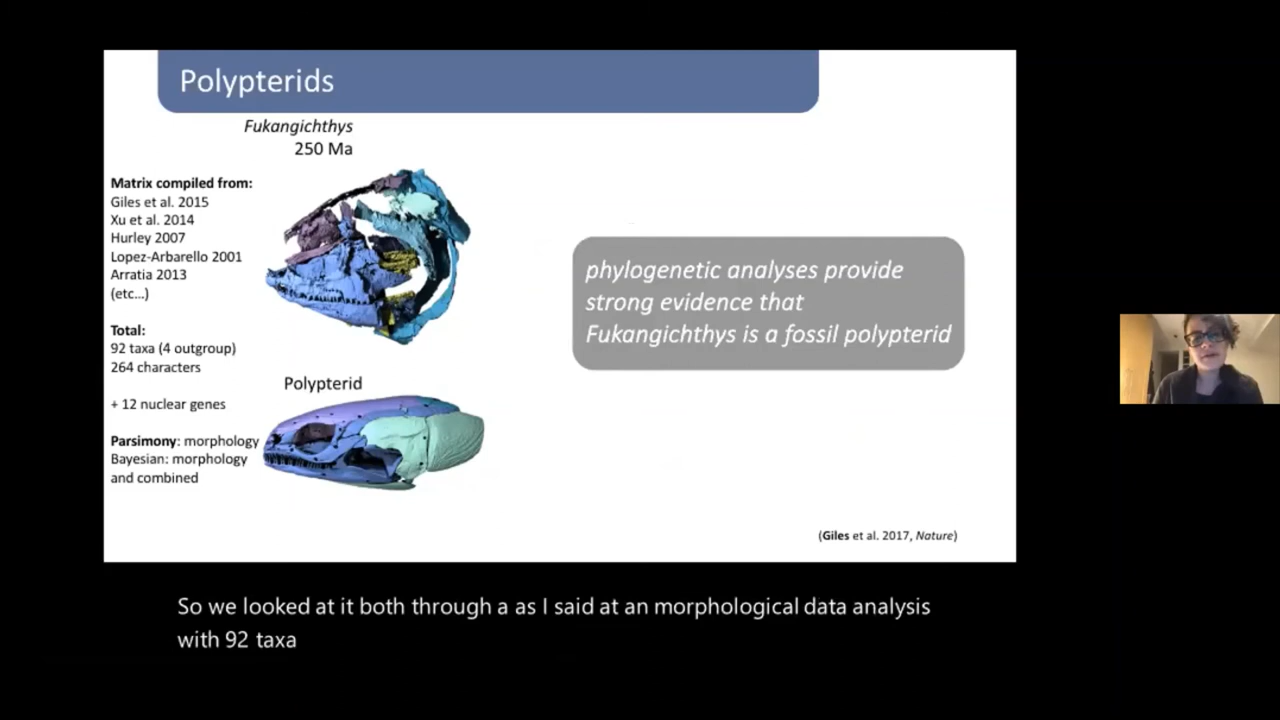 Polypterids
Fukangichthys
250 Ma
Matrix compiled from:
Giles et al. 2015
Xu et al. 2014
Hurley 2007
Lopez-Arbarello 2001
Arratia 2013
(etc...)
Total:
92 taxa (4 outgroup)
264 characters
+ 12 nuclear genes
Parsimony: morphology
Bayesian: morphology
and combined
Polypterid
phylogenetic analyses provide
strong evidence that
Fukangichthys is a fossil polypterid
(Giles et al. 2017, Nature)
So we looked at it both through a as I said at an morphological data analysis
with 92 taxa